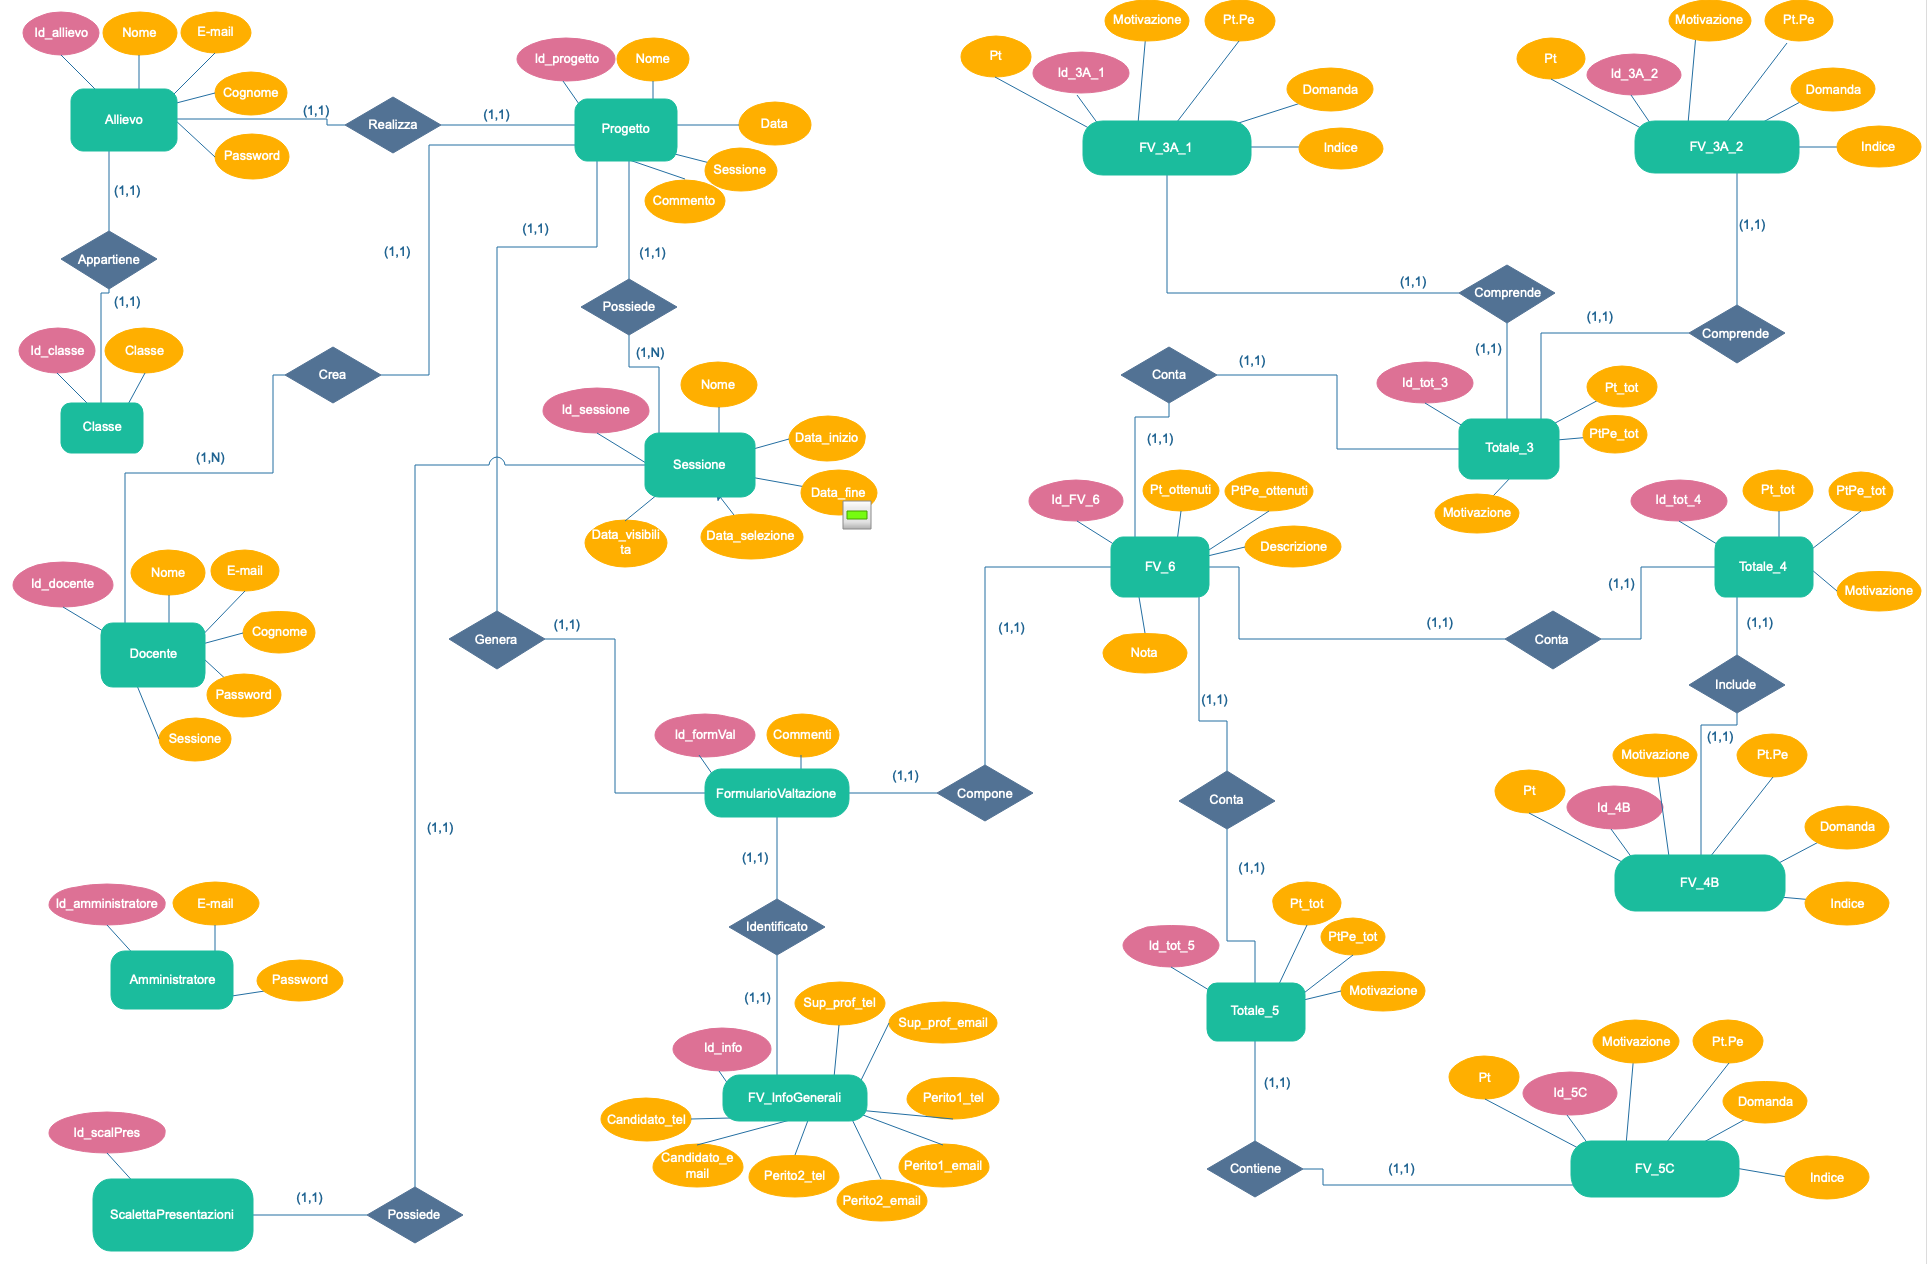 Id_allievo
Nome
E-mail
Cognome
Password
Allievo
(1,1)
Realizza
(1,1)
Id_progetto
Nome
Progetto
Data
Sessione
Commento
(1,1)
Appartiene
(1,1)
Id_classe
Classe
Classe
(1,1)
Crea
(1,N)
(1,1)
(1,1)
Possiede
(1,N)
Id_sessione
Nome
Data_inizio
Sessione
Data_fine
Data_visibili
ta
Data_selezione
Id_docente
Nome
E-mail
Cognome
Docente
Password
Sessione
Genera
(1,1)
Id_formVal
Commenti
FormularioValtazione
(1,1)
Compone
(1,1)
(1,1)
Identificato
(1,1)
(1,1)
Id_amministratore
E-mail
Amministratore
Password
Id_info
Sup_prof_tel
Sup_prof_email
FV_InfoGenerali
Perito1_tel
Candidato_tel
Candidato_e
mail
Perito2_tel
Perito2_email
Perito1_email
Id_scalPres
ScalettaPresentazioni
(1,1)
Possiede
Pt
Motivazione
Pt.Pe
Id_3A_1
Domanda
FV_3A_1
Indice
(1,1)
Comprende
(1,1)
Pt
Motivazione
Pt.Pe
Id_3A_2
Domanda
FV_3A_2
Indice
(1,1)
Comprende
(1,1)
Conta
(1,1)
(1,1)
Id_tot_3
Pt_tot
PtPe_tot
Totale_3
Motivazione
Id_FV_6
Pt_ottenuti
PtPe_ottenuti
Descrizione
FV_6
Nota
(1,1)
Conta
(1,1)
Id_tot_4
Pt_tot
PtPe_tot
Totale_4
Motivazione
(1,1)
Include
(1,1)
Pt
Motivazione
Pt.Pe
Id_4B
Domanda
FV_4B
Indice
(1,1)
Conta
(1,1)
Id_tot_5
Pt_tot
PtPe_tot
Motivazione
Totale_5
(1,1)
Contiene
(1,1)
Pt
Motivazione
Pt.Pe
Id_5C
Domanda
FV_5C
Indice